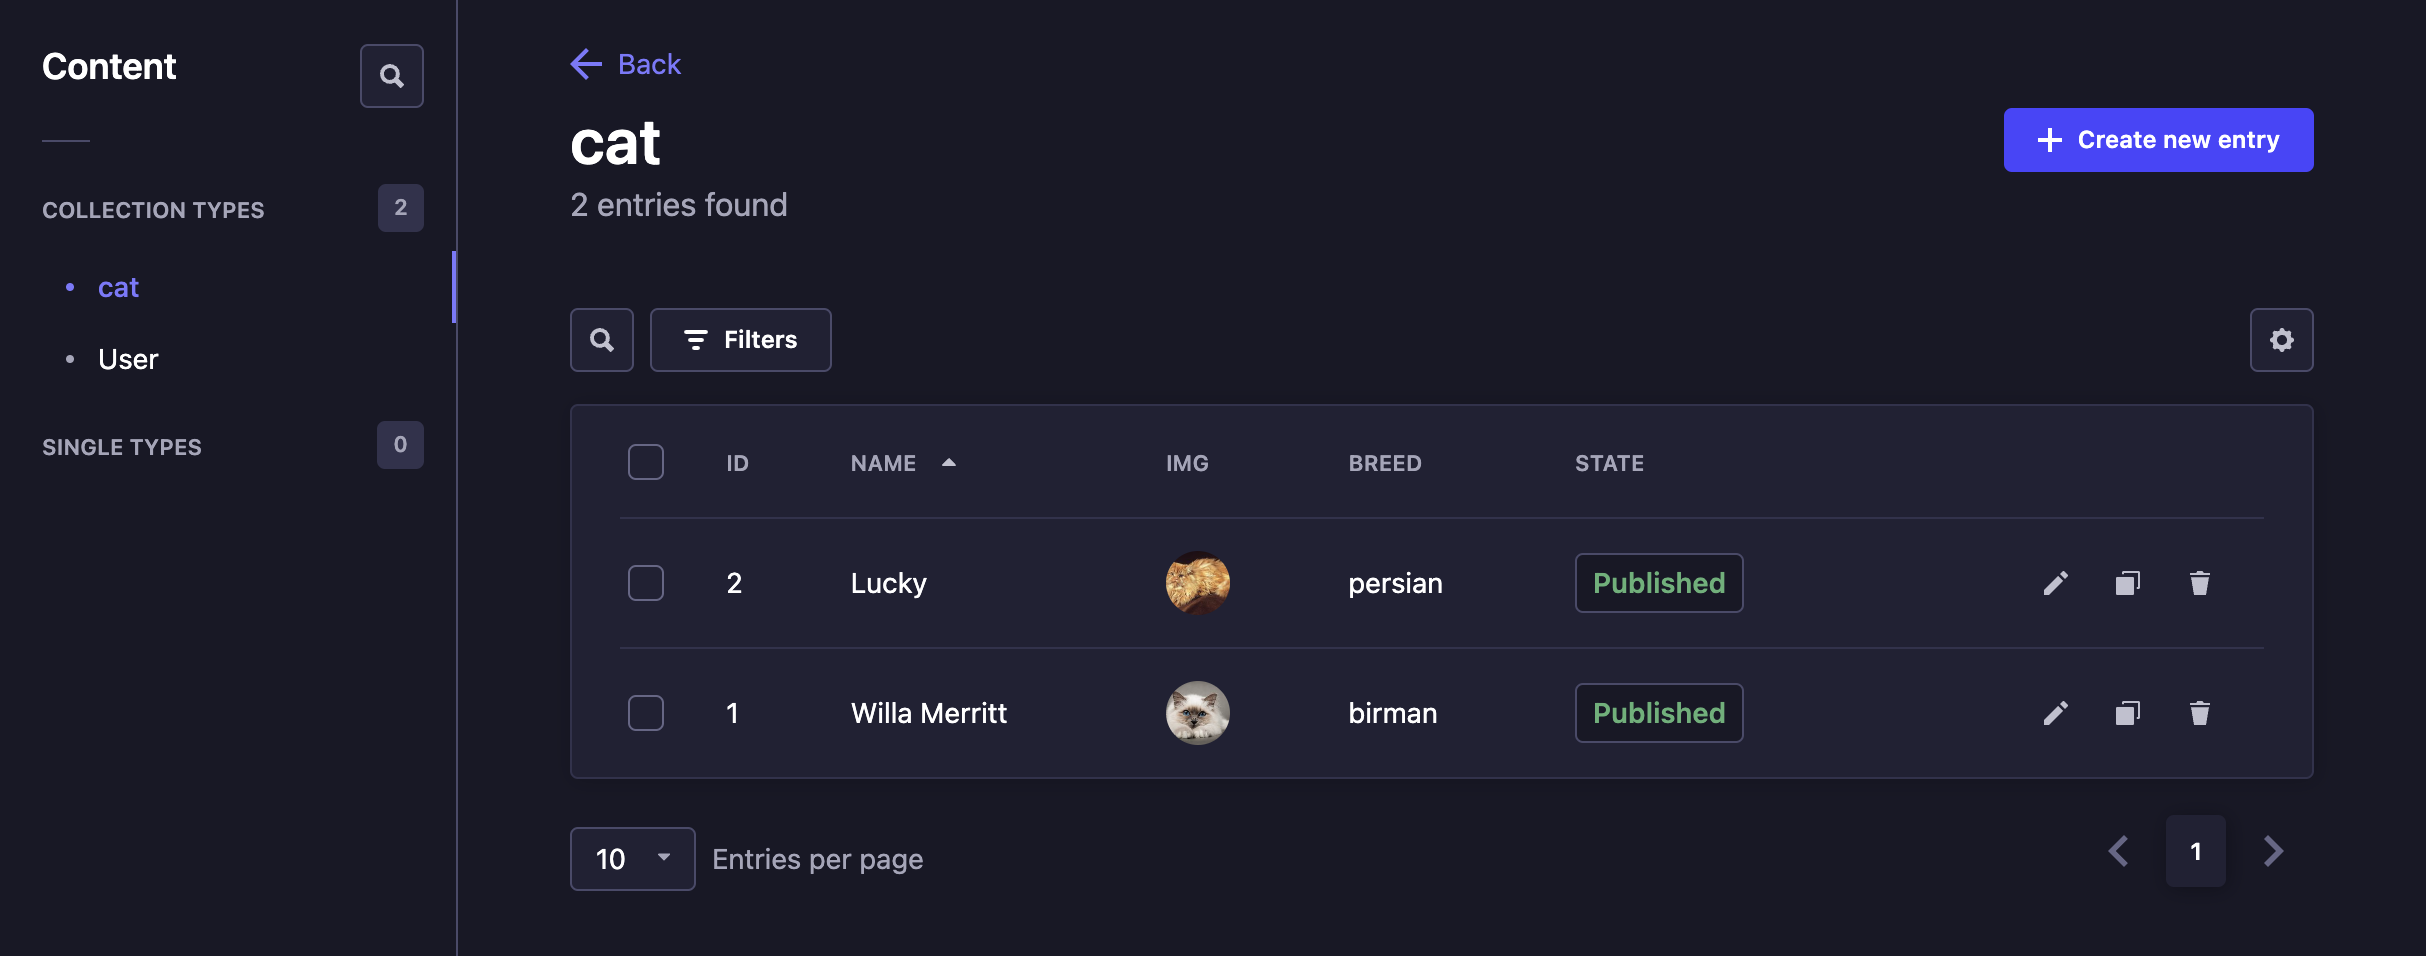 Content
COLLECTION TYPES 2
cat
User
SINGLE TYPES 0
Back
cat
2 entries found
Create new entry
Filters
ID NAME IMG BREED STATE
2 Lucky persian Published
1 Willa Merritt birman Published
10 Entries per page
1